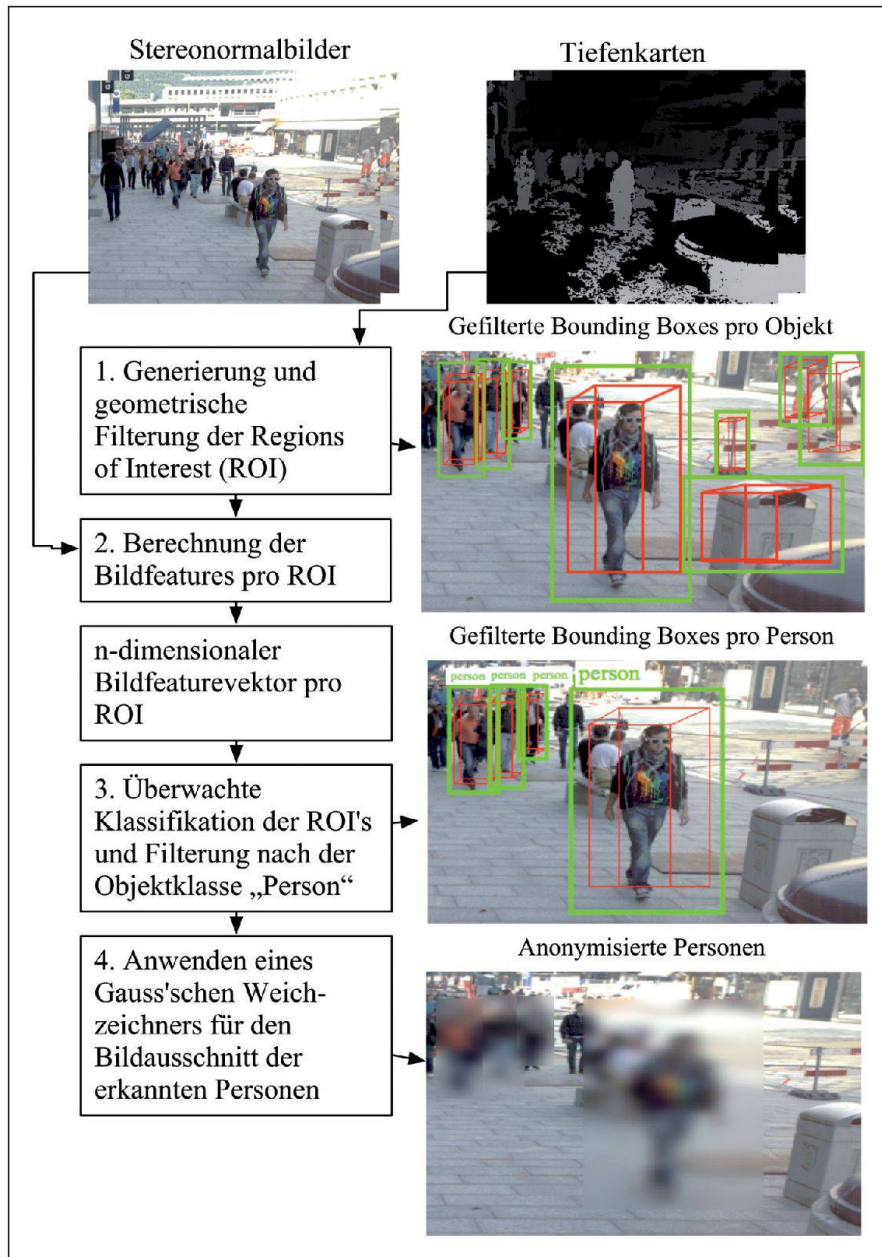 Stereonormalbilder
Tiefenkarten
1. Generierung und
geometrische
Filterung der Regions
of Interest (ROI)
Gefilterte Bounding Boxes pro Objekt
2. Berechnung der
Bildfeatures pro ROI
n-dimensionaler
Bildfeaturevektor pro
ROI
Gefilterte Bounding Boxes pro Person
person
person
person
person
3. Überwachte
Klassifikation der ROI's
und Filterung nach der
Objektklasse „Person“
Anonymisierte Personen
4. Anwenden eines
Gauss'schen Weich-
zeichners für den
Bildausschnitt der
erkannten Personen